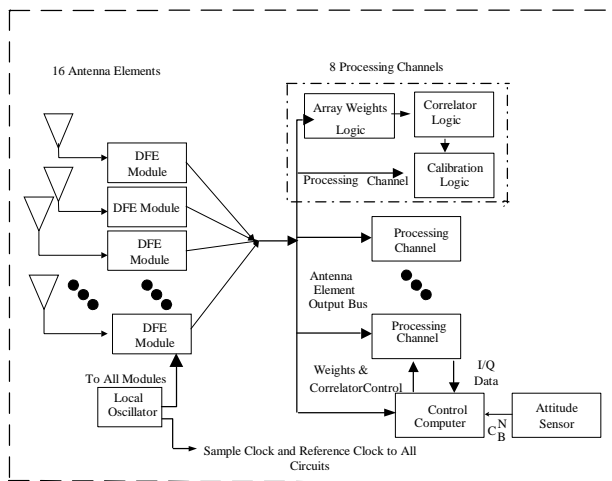 16 Antenna Elements
8 Processing Channels
DFE
Module
DFE Module
DFE
Module
DFE
Module
To All Modules
Local
Oscillator
Sample Clock and Reference Clock to All
Circuits
Array Weights
Logic
Correlator
Logic
Calibration
Logic
Processing Channel
Processing
Channel
Antenna
Element
Output Bus
Processing
Channel
Weights &
CorrelatorControl
I/Q
Data
Control
Computer
C N B
Attitude
Sensor